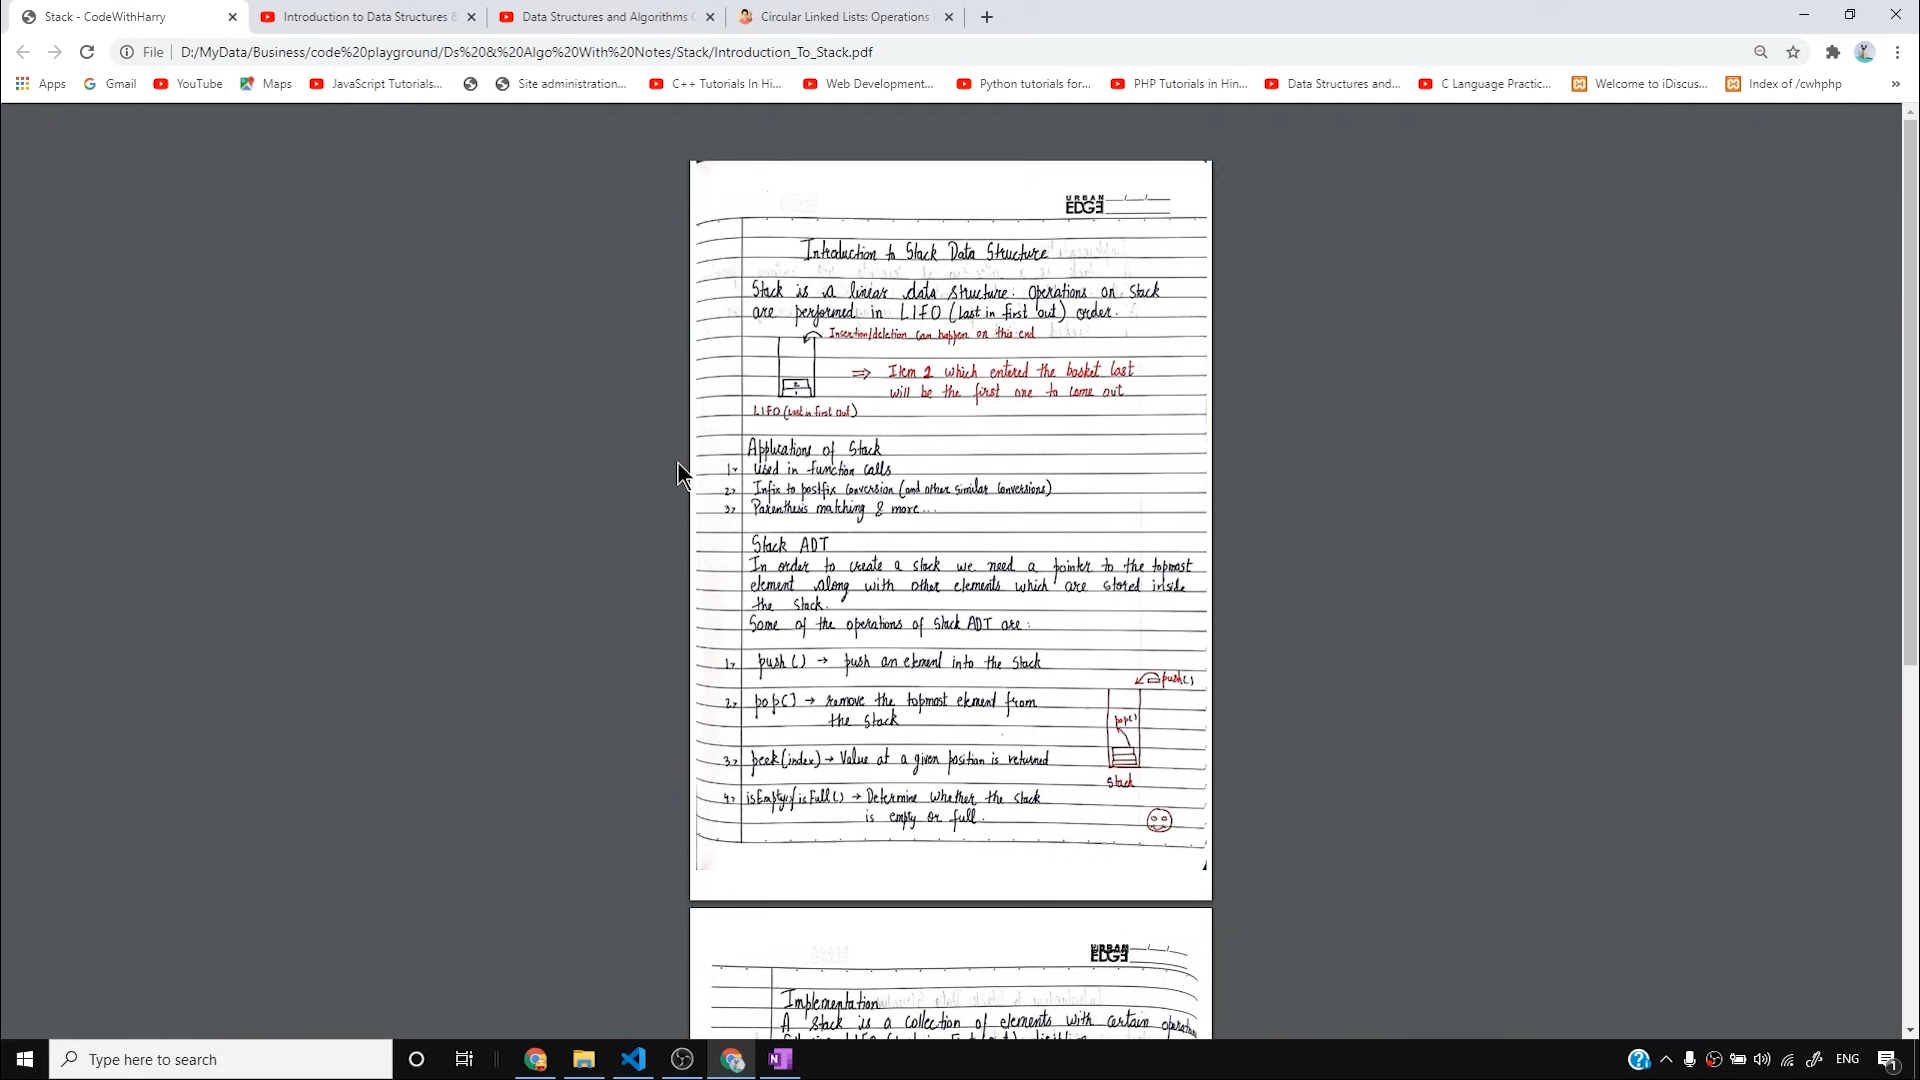 Stack - CodeWithHarry
Introduction to Data Structures &
Data Structures and Algorithms C
Circular Linked Lists: Operations
File D:/MyData/Business/code%20playground/Ds%20&%20Algo%20With%20Notes/Stack/Introduction_To_Stack.pdf
Apps Gmail YouTube Maps JavaScript Tutorials... Site administration... C++ Tutorials In Hi... Web Development... Python tutorials for... PHP Tutorials in Hin... Data Structures and... C Language Practic... Welcome to iDiscus... Index of /cwhphp »
URBAN
EDGE
Introduction to Stack Data Structure
Stack is a linear data structure. Operations on Stack
are performed in LIFO (Last in first out) order.
Insertion/deletion can happen on this end
2
1
⇒ Item 2 which entered the basket last
will be the first one to come out
LIFO (Last in first out)
Applications of Stack
1> Used in function calls
2> Infix to postfix conversion (and other similar conversions)
3> Parenthesis matching & more...
Stack ADT
In order to create a stack we need a pointer to the topmost
element along with other elements which are stored inside
the stack.
Some of the operations of Stack ADT are:
1> push() → push an element into the stack
push()
2> pop() → remove the topmost element from
the stack
pop()
3> peek(index) → Value at a given position is returned
Stack
4> isEmpty()/isFull() → Determine whether the stack
is empty or full.
URBAN
EDGE
Implementation
A stack is a collection of elements with certain operations
Type here to search
ENG
1